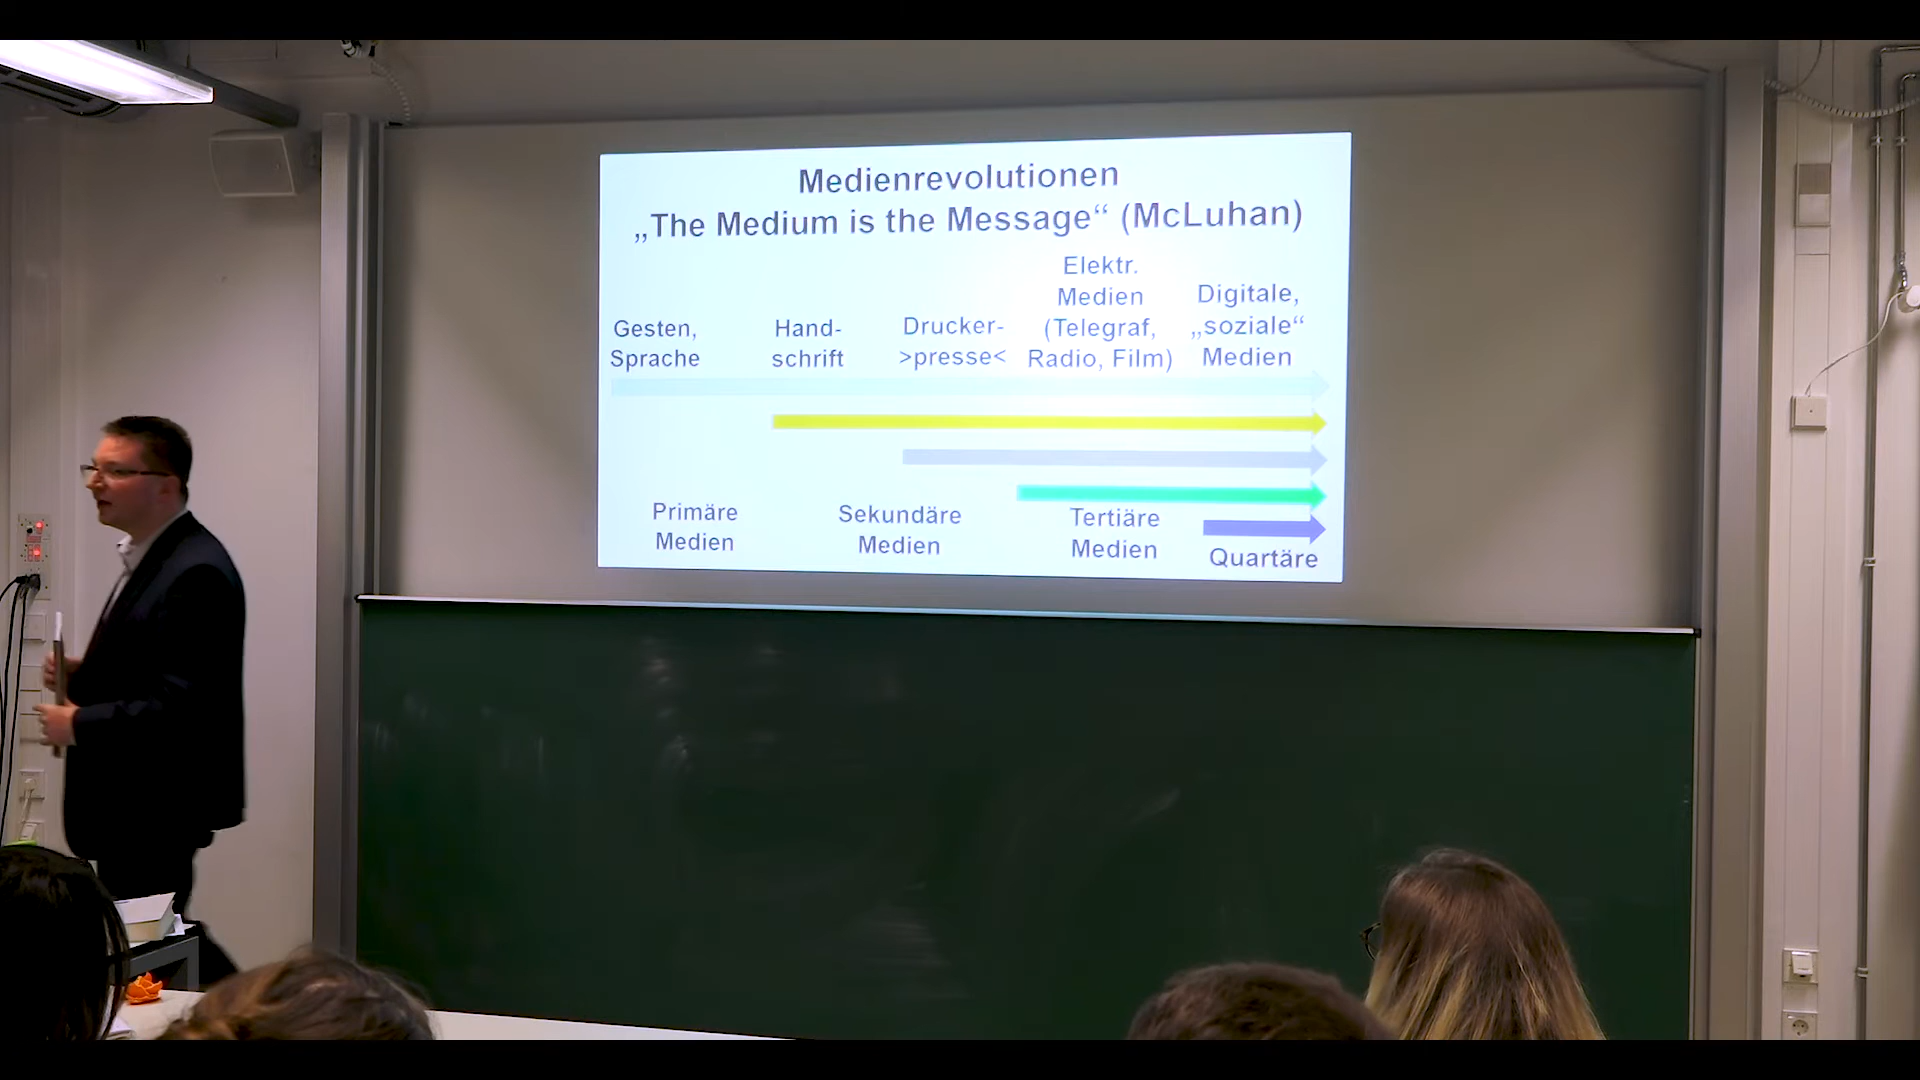 Medienrevolutionen
„The Medium is the Message“ (McLuhan)
Gesten,
Sprache
Hand-
schrift
Drucker-
>presse<
Elektr.
Medien
(Telegraf,
Radio, Film)
Digitale,
„soziale“
Medien
Primäre
Medien
Sekundäre
Medien
Tertiäre
Medien
Quartäre